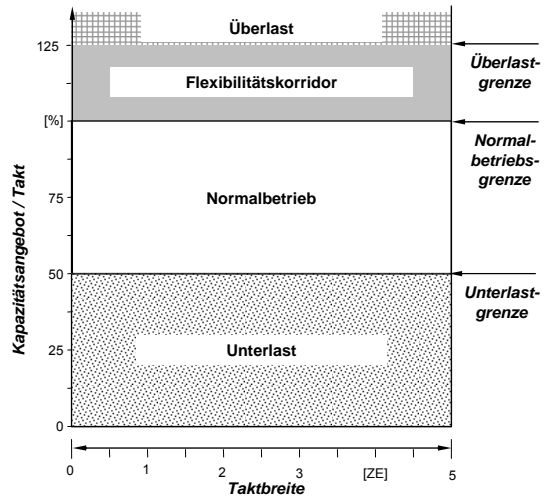 Überlast
125
Überlast-
grenze
Flexibilitätskorridor
[%]
Normal-
betriebs-
grenze
75
Normalbetrieb
50
Unterlast-
grenze
25
Unterlast
0
Kapazitätsangebot / Takt
0 1 2 3 [ZE] 5
Taktbreite